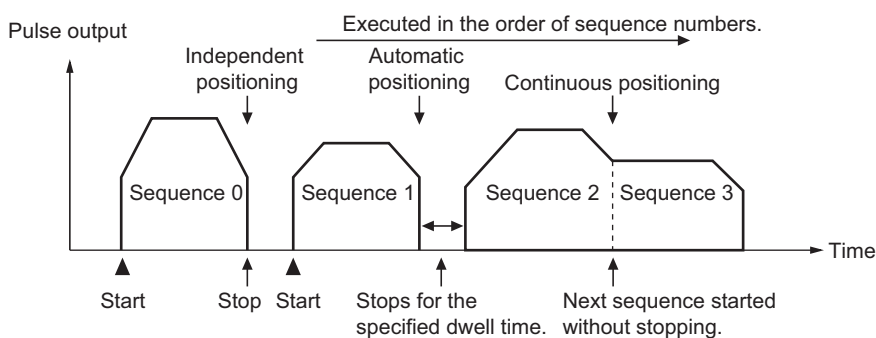 Executed in the order of sequence numbers.
Pulse output
Independent
positioning
Automatic
positioning
Continuous positioning
Sequence 0
Sequence 1
Sequence 2
Sequence 3
Time
Start
Stop
Start
Stops for the
specified dwell time.
Next sequence started
without stopping.